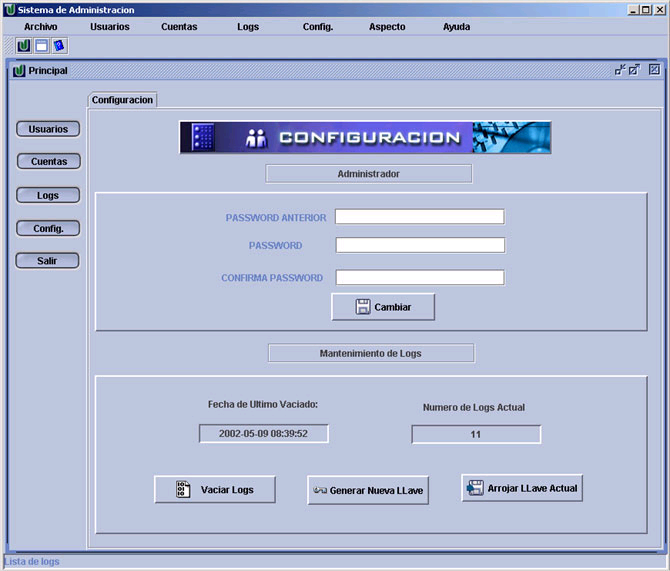 Sistema de Administracion
Archivo Usuarios Cuentas Logs Config. Aspecto Ayuda
Principal
Configuracion
CONFIGURACION
Usuarios
Cuentas
Logs
Config.
Salir
Administrador
PASSWORD ANTERIOR
PASSWORD
CONFIRMA PASSWORD
Cambiar
Mantenimiento de Logs
Fecha de Ultimo Vaciado: Numero de Logs Actual
2002-05-09 08:39:52 11
Vaciar Logs Generar Nueva LLave Arrojar LLave Actual
Lista de logs